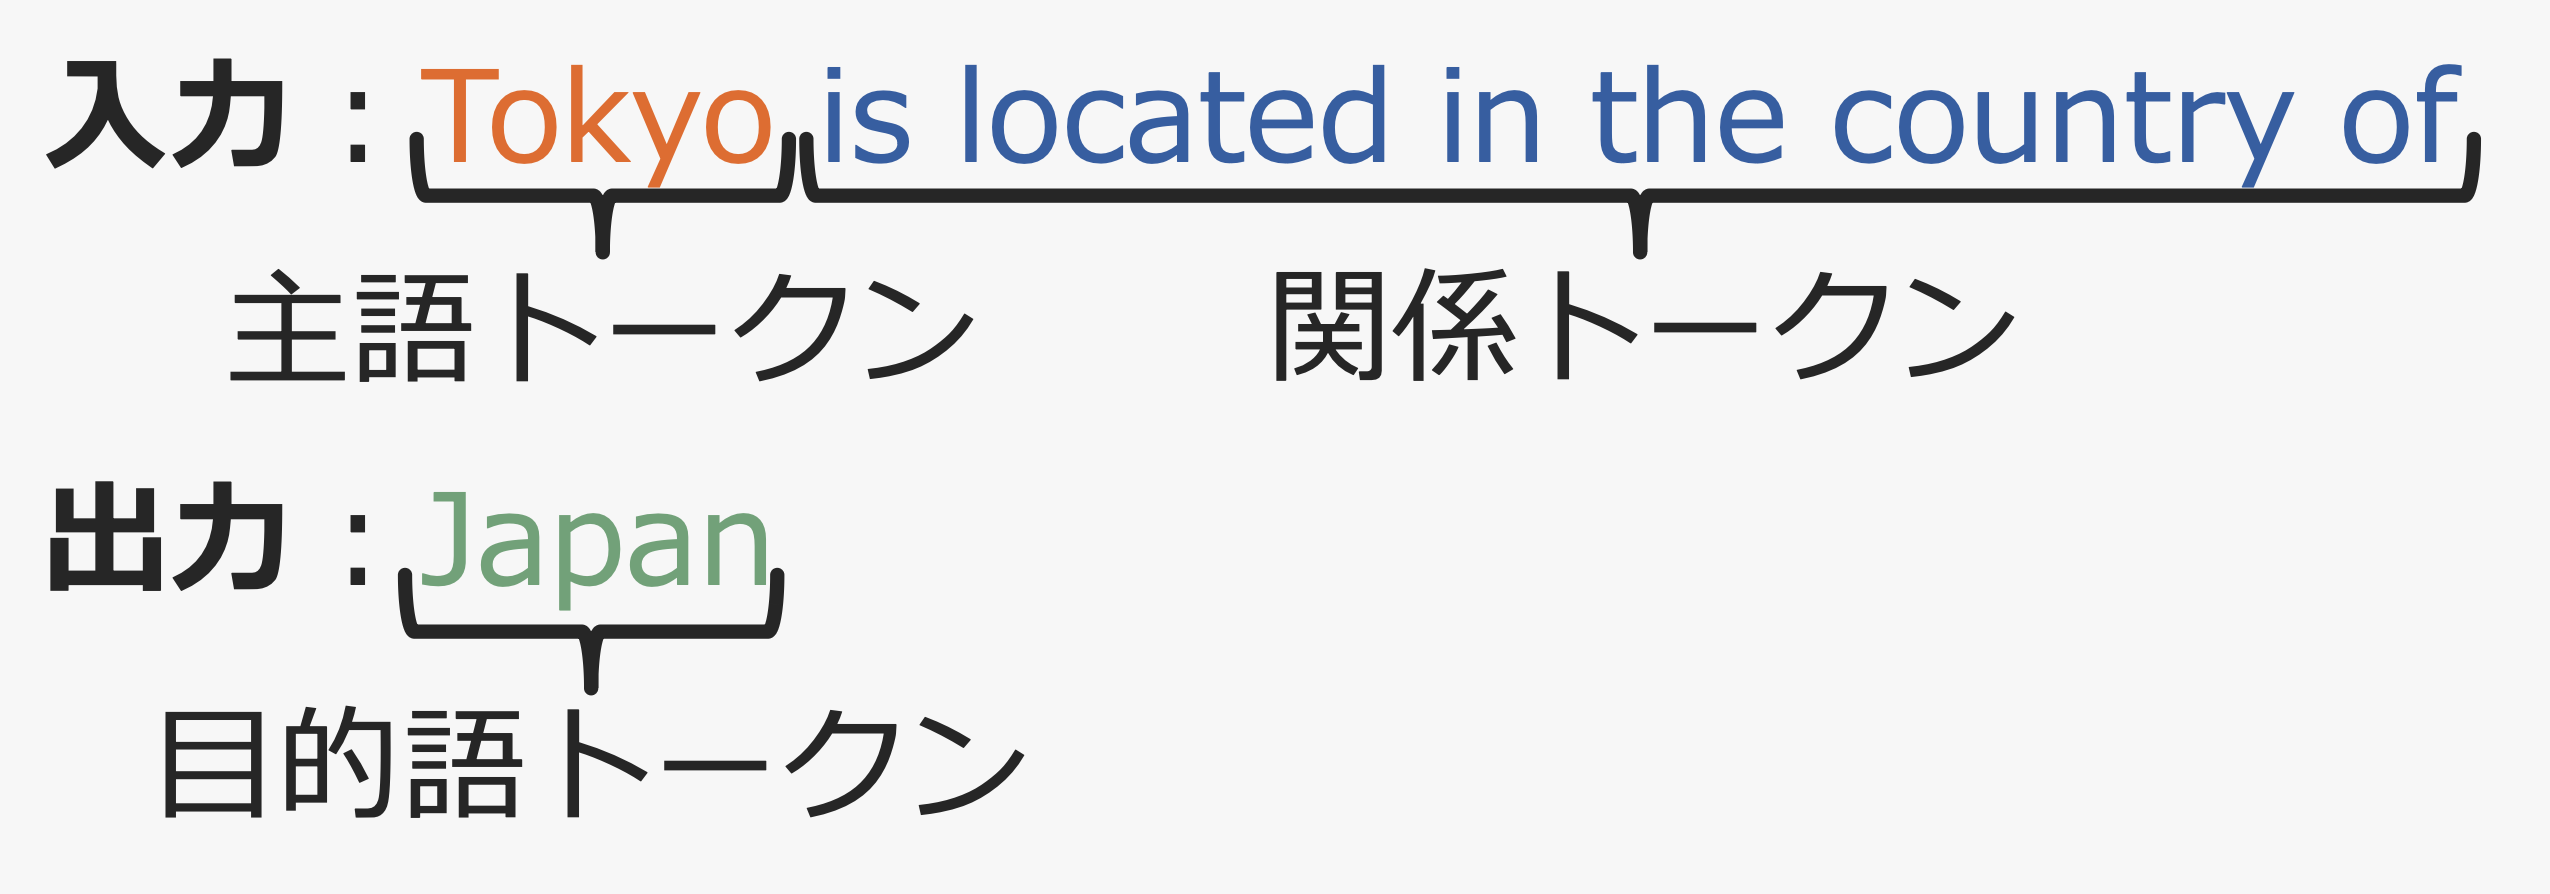 入力：Tokyo is located in the country of
主語トークン 関係トークン
出力：Japan
目的語トークン